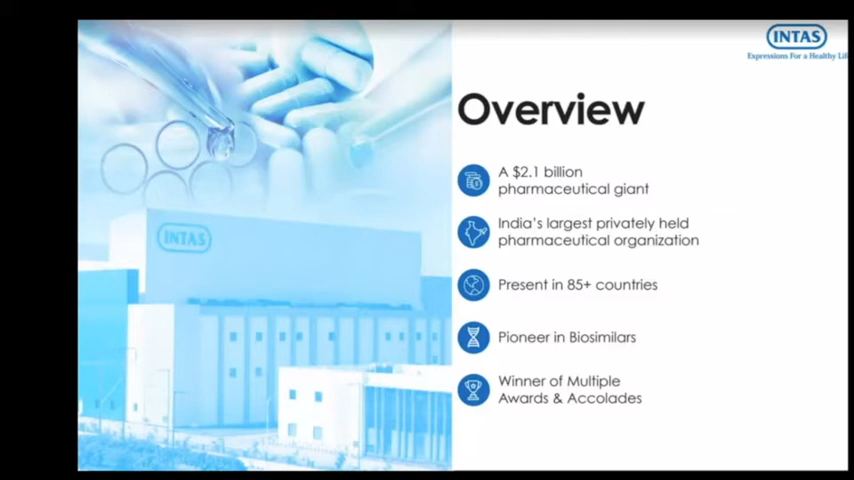 INTAS
Expressions For a Healthy Lif
Overview
A $2.1 billion
pharmaceutical giant
India's largest privately held
pharmaceutical organization
Present in 85+ countries
Pioneer in Biosimilars
Winner of Multiple
Awards & Accolades
INTAS